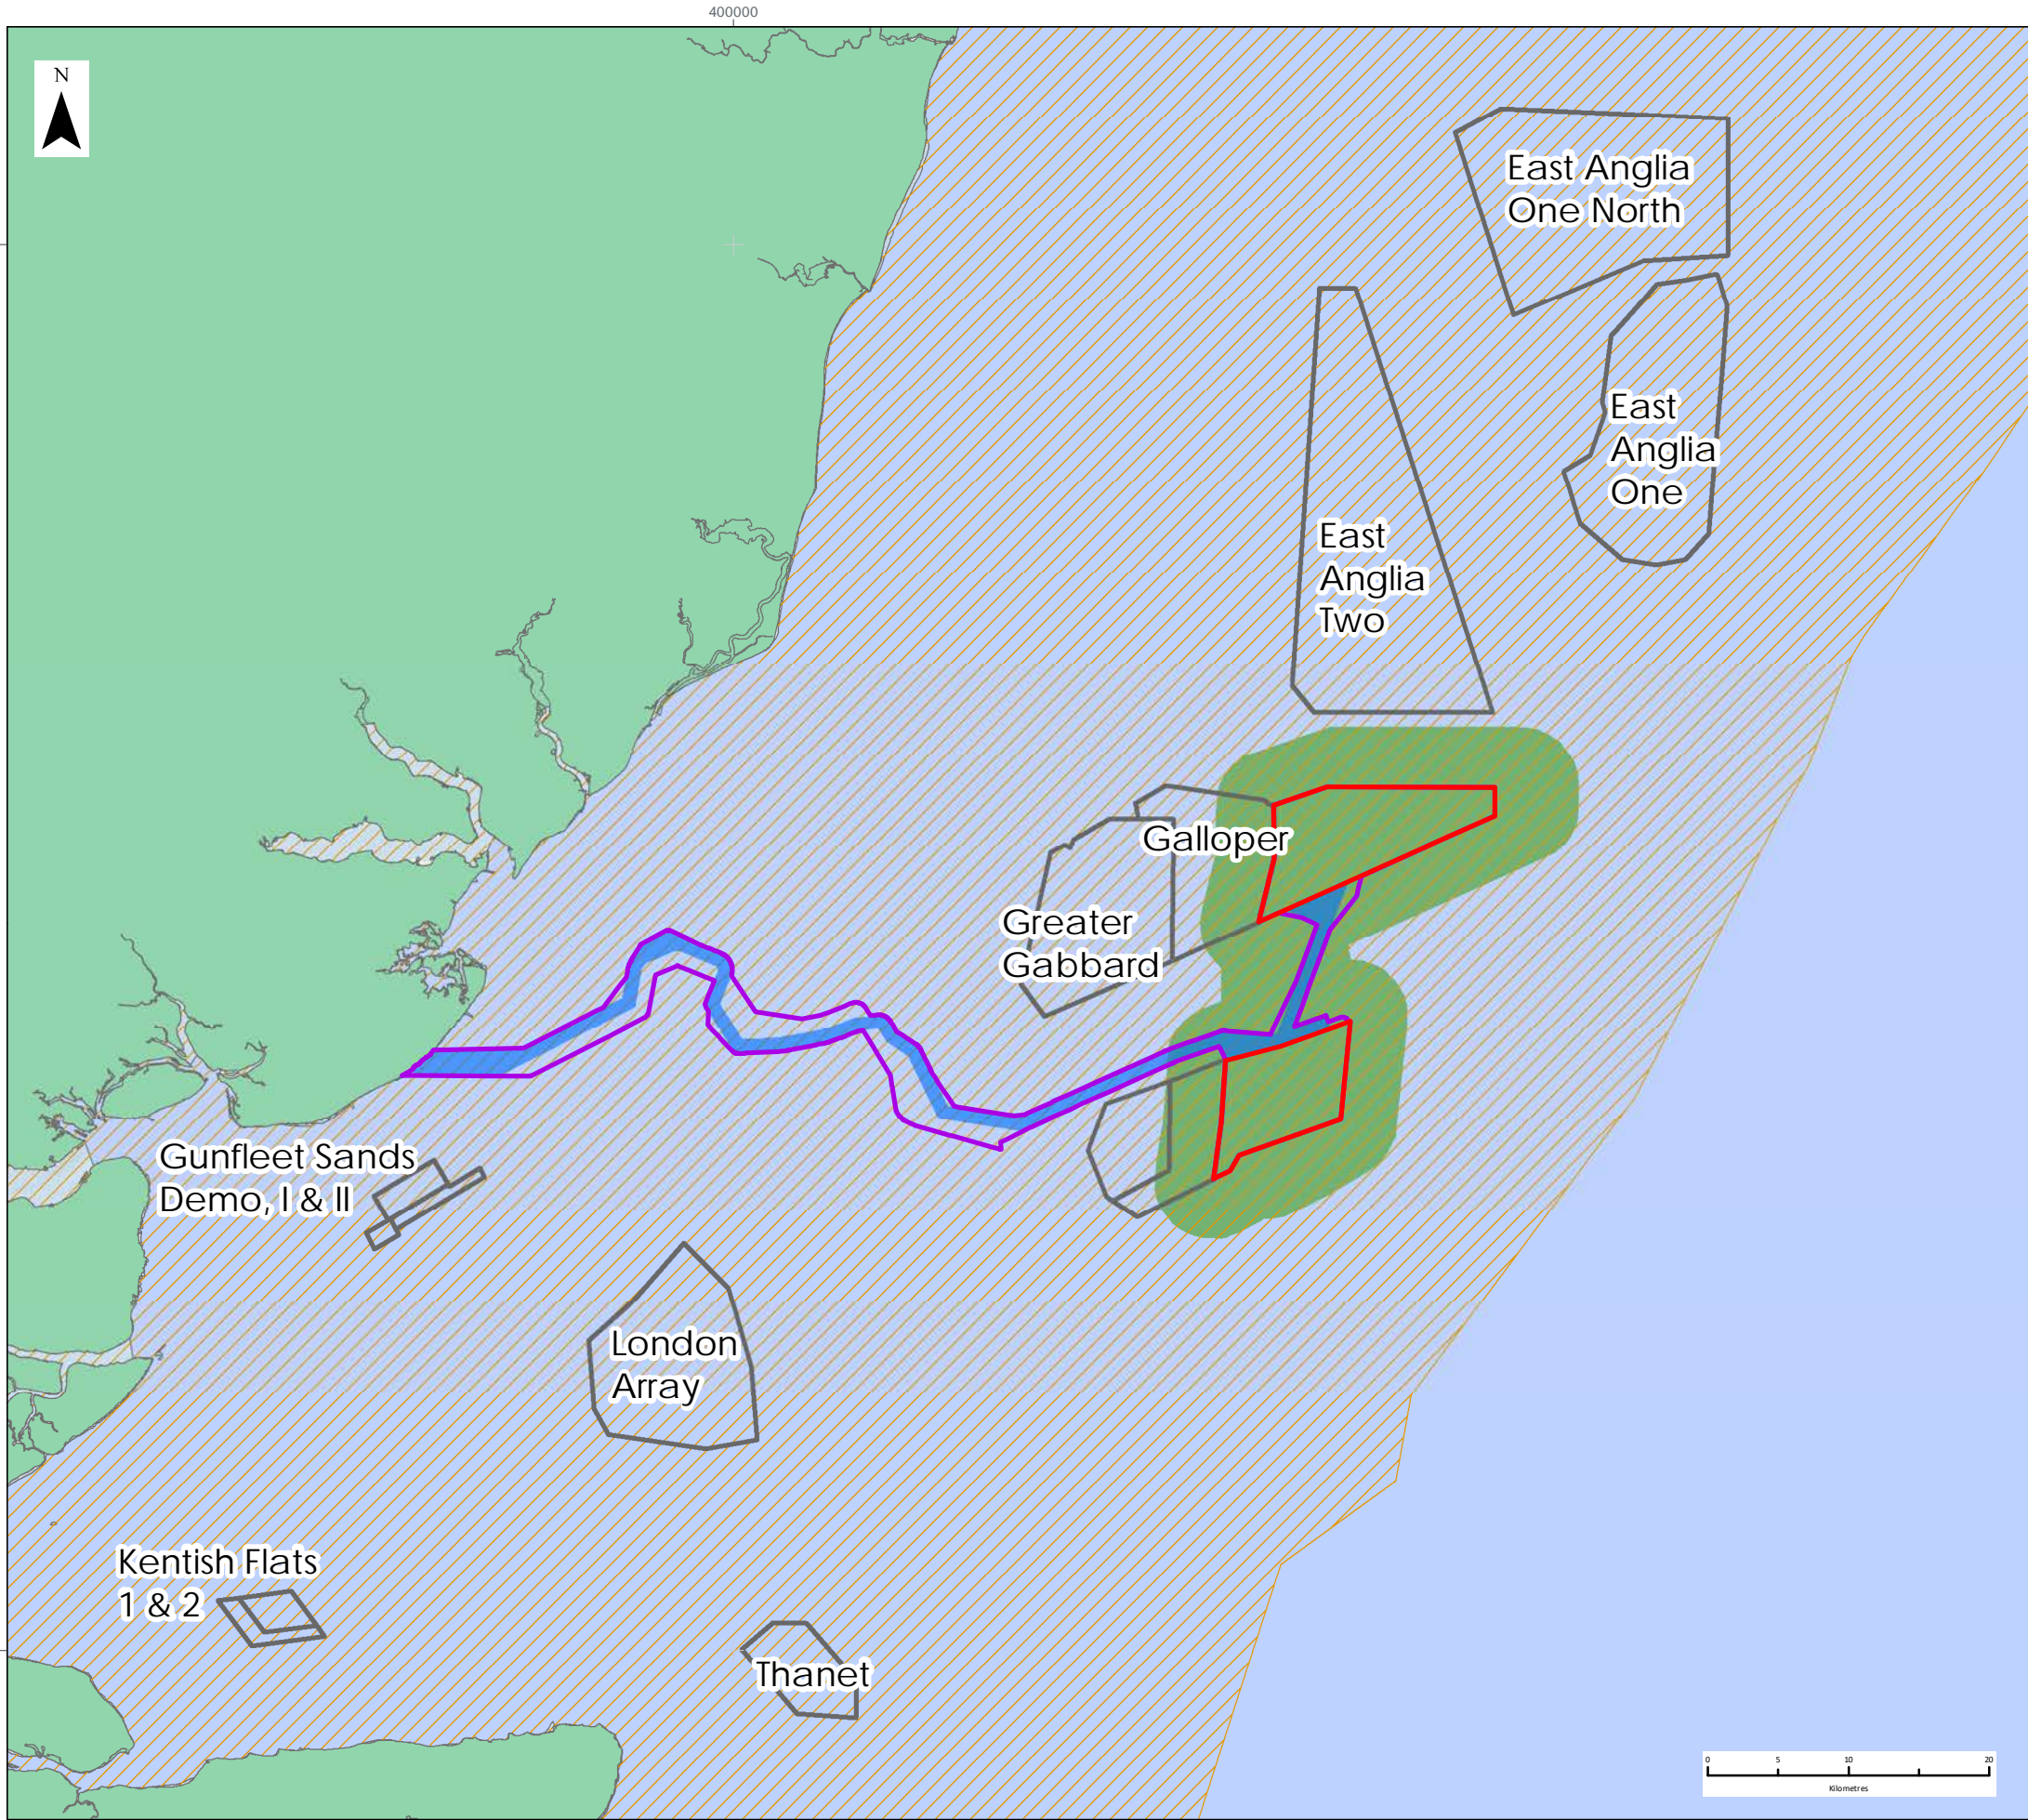 400000
N
East Anglia
One North
East
Anglia
One
East
Anglia
Two
Galloper
Greater
Gabbard
Gunfleet Sands
Demo, I & II
London
Array
Kentish Flats
1 & 2
Thanet
0 5 10 20
Kilometres